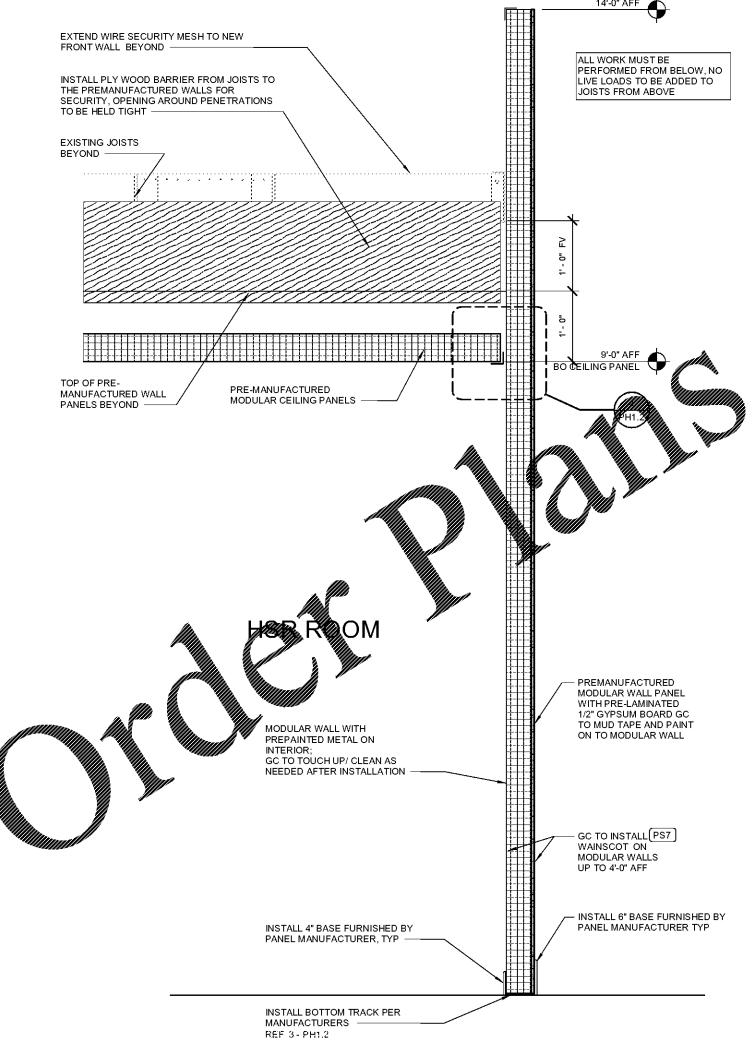 14'-0" AFF
EXTEND WIRE SECURITY MESH TO NEW
FRONT WALL BEYOND
ALL WORK MUST BE
PERFORMED FROM BELOW, NO
LIVE LOADS TO BE ADDED TO
JOISTS FROM ABOVE
INSTALL PLY WOOD BARRIER FROM JOISTS TO
THE PREMANUFACTURED WALLS FOR
SECURITY, OPENING AROUND PENETRATIONS
TO BE HELD TIGHT
EXISTING JOISTS
BEYOND
1'- 0" FV
1'- 0"
9'-0" AFF
BO CEILING PANEL
TOP OF PRE-
MANUFACTURED WALL
PANELS BEYOND
PRE-MANUFACTURED
MODULAR CEILING PANELS
PH1.2
Order Plans
HSR ROOM
PREMANUFACTURED
MODULAR WALL PANEL
WITH PRE-LAMINATED
1/2" GYPSUM BOARD GC
TO MUD TAPE AND PAINT
ON TO MODULAR WALL
MODULAR WALL WITH
PREPAINTED METAL ON
INTERIOR;
GC TO TOUCH UP/ CLEAN AS
NEEDED AFTER INSTALLATION
GC TO INSTALL PS7
WAINSCOT ON
MODULAR WALLS
UP TO 4'-0" AFF
INSTALL 4" BASE FURNISHED BY
PANEL MANUFACTURER, TYP
INSTALL 6" BASE FURNISHED BY
PANEL MANUFACTURER TYP
INSTALL BOTTOM TRACK PER
MANUFACTURERS
REF 3 - PH1.2